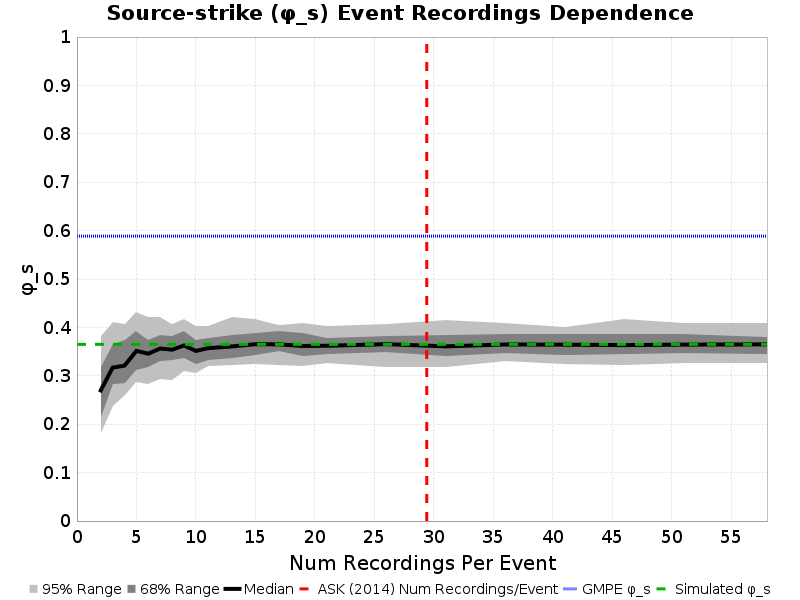 Source-strike (φ_s) Event Recordings Dependence
1
0.9
0.8
0.7
0.6
0.5
0.4
0.3
0.2
0.1
0
φ_s
0 5 10 15 20 25 30 35 40 45 50 55
Num Recordings Per Event
95% Range 68% Range Median ASK (2014) Num Recordings/Event GMPE φ_s Simulated φ_s